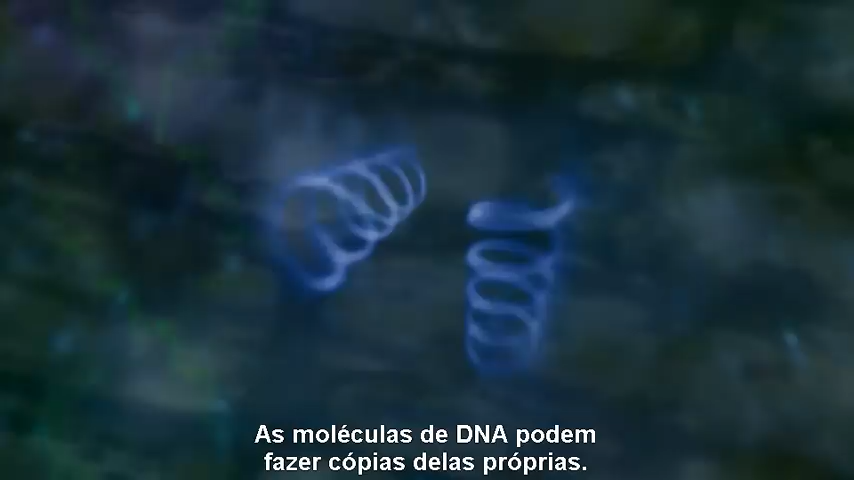 As moléculas de DNA podem
fazer cópias delas próprias.